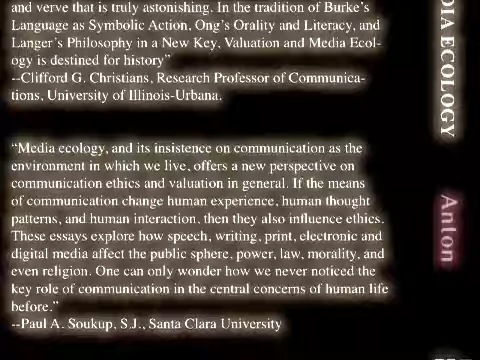 and verve that is truly astonishing. In the tradition of Burke's
Language as Symbolic Action, Ong's Orality and Literacy, and
Langer's Philosophy in a New Key, Valuation and Media Ecol-
ogy is destined for history"
--Clifford G. Christians, Research Professor of Communica-
tions, University of Illinois-Urbana.
"Media ecology, and its insistence on communication as the
environment in which we live, offers a new perspective on
communication ethics and valuation in general. If the means
of communication change human experience, human thought
patterns, and human interaction, then they also influence ethics.
These essays explore how speech, writing, print, electronic and
digital media affect the public sphere, power, law, morality, and
even religion. One can only wonder how we never noticed the
key role of communication in the central concerns of human life
before."
--Paul A. Soukup, S.J., Santa Clara University
DIA ECOLOGY
Anton